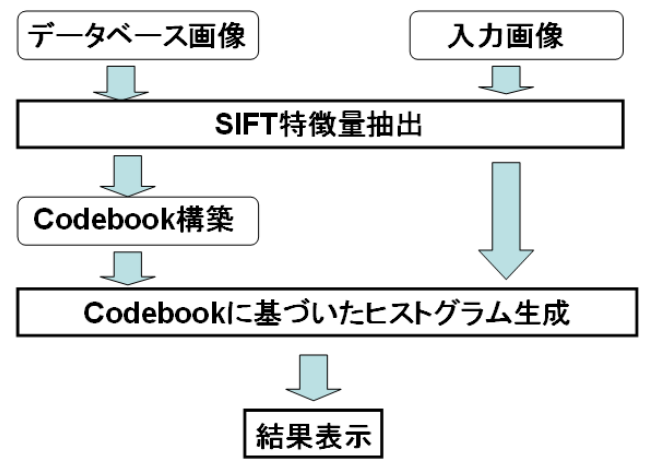 データベース画像
入力画像
SIFT特徴量抽出
Codebook構築
Codebookに基づいたヒストグラム生成
結果表示